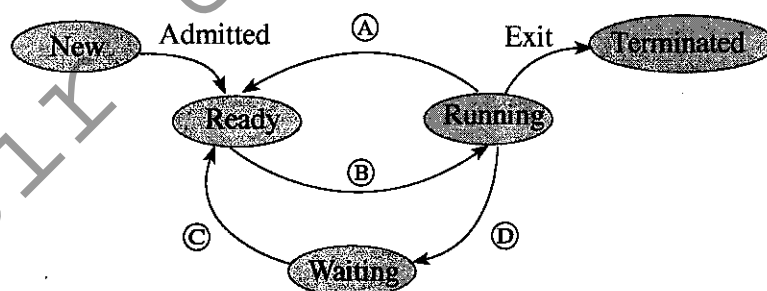 New
Admitted
Ⓐ
Exit
Terminated
Ready
Running
Ⓑ
Ⓒ
Ⓓ
Waiting